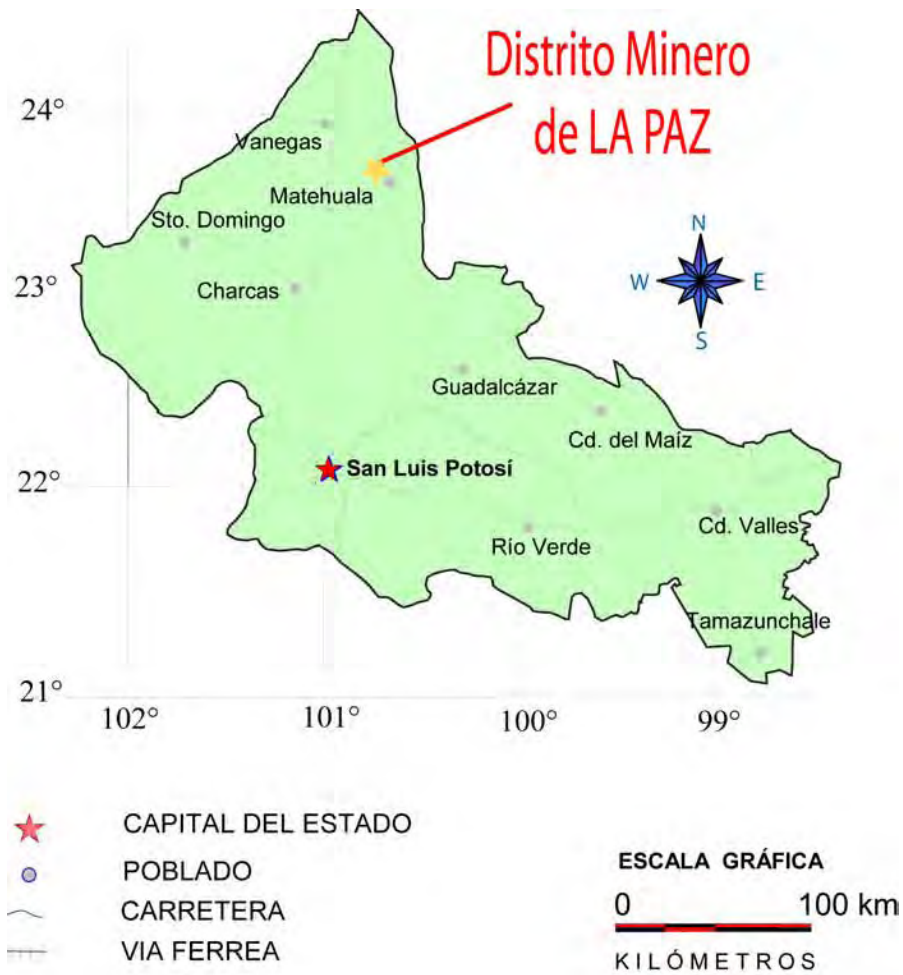 Distrito Minero
de LA PAZ
24°
Vanegas
Matehuala
Sto. Domingo
N
W E
S
23°
Charcas
Guadalcázar
Cd. del Maíz
San Luis Potosí
22°
Cd. Valles
Río Verde
Tamazunchale
21°
102° 101° 100° 99°
CAPITAL DEL ESTADO
POBLADO
CARRETERA
VIA FERREA
ESCALA GRÁFICA
0 100 km
KILÓMETROS